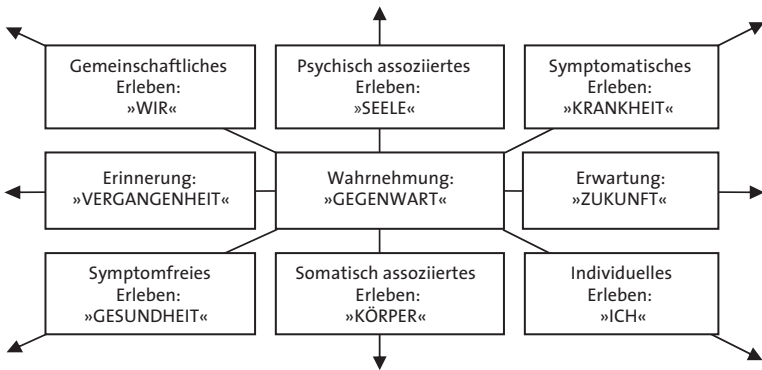 Gemeinschaftliches
Erleben:
»WIR«
Psychisch assoziiertes
Erleben:
»SEELE«
Symptomatisches
Erleben:
»KRANKHEIT«
Erinnerung:
»VERGANGENHEIT«
Wahrnehmung:
»GEGENWART«
Erwartung:
»ZUKUNFT«
Symptomfreies
Erleben:
»GESUNDHEIT«
Somatisch assoziiertes
Erleben:
»KÖRPER«
Individuelles
Erleben:
»ICH«